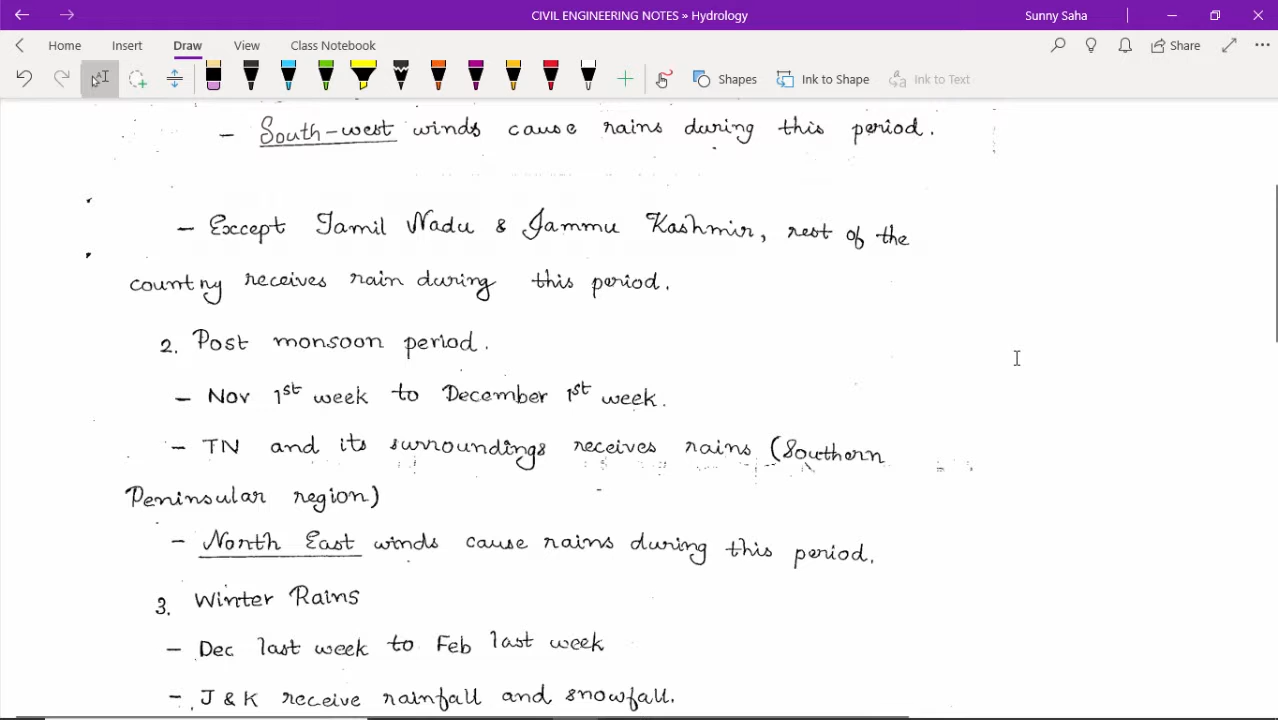 CIVIL ENGINEERING NOTES » Hydrology
Sunny Saha
Home Insert Draw View Class Notebook
Share
Shapes
Ink to Shape
Ink to Text
- South-west winds cause rains during this period.
- Except Tamil Nadu & Jammu Kashmir, rest of the
country receives rain during this period.
2. Post monsoon period.
- Nov 1st week to December 1st week.
- TN and its surroundings receives rains (Southern
Peninsular region)
- North East winds cause rains during this period.
3. Winter Rains
- Dec last week to Feb last week
- J & K receive rainfall and snowfall.